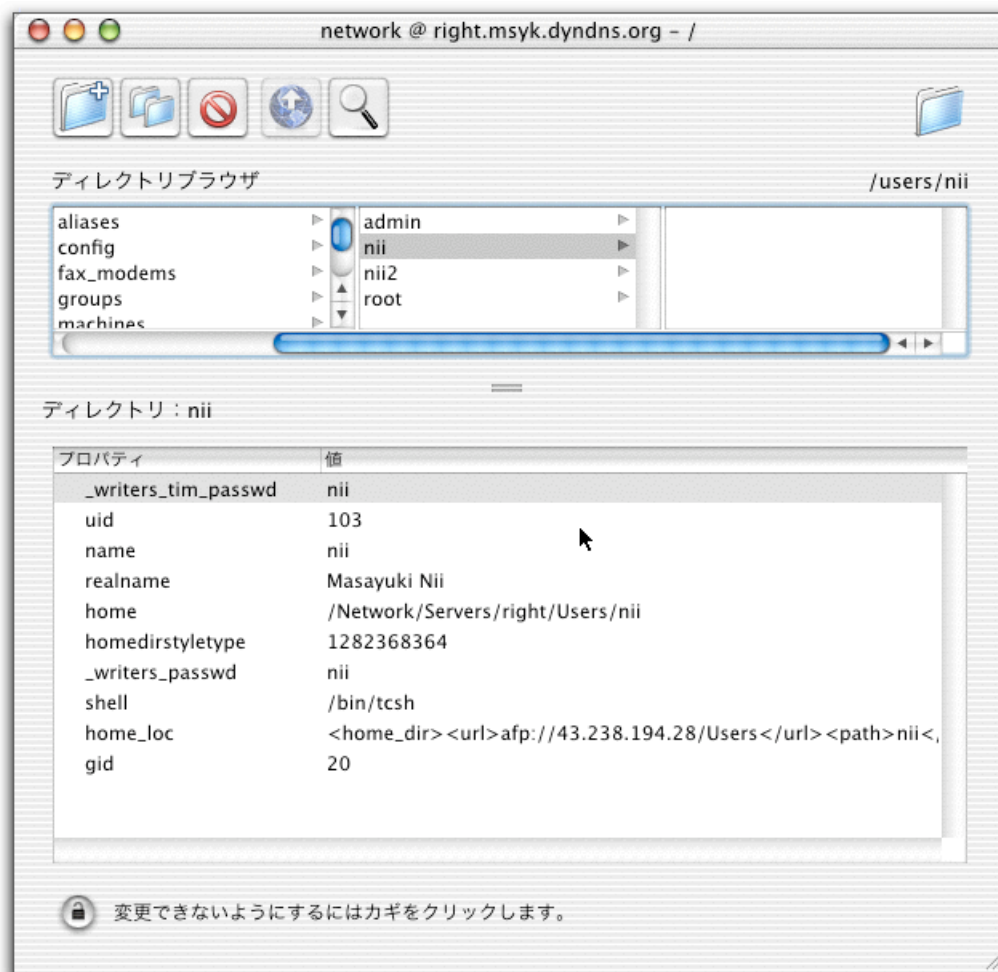 network @ right.msyk.dyndns.org – /
ディレクトリブラウザ /users/nii
aliases admin
config nii
fax_modems nii2
groups root
machines
ディレクトリ：nii
プロパティ 値
_writers_tim_passwd nii
uid 103
name nii
realname Masayuki Nii
home /Network/Servers/right/Users/nii
homedirstyletype 1282368364
_writers_passwd nii
shell /bin/tcsh
home_loc <home_dir><url>afp://43.238.194.28/Users</url><path>nii<
gid 20
変更できないようにするにはカギをクリックします。